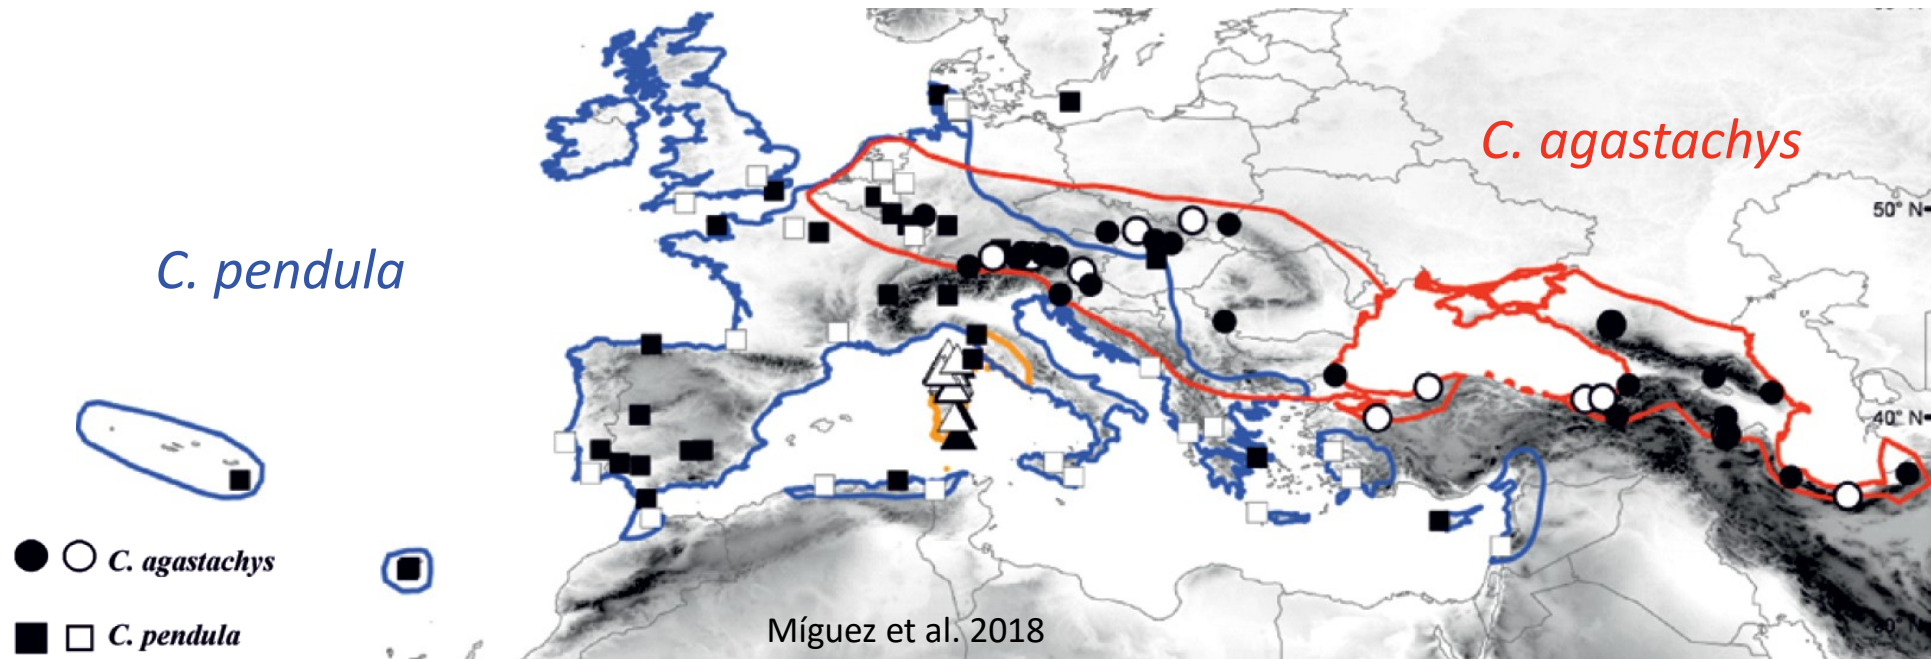 C. agastachys
50° N
C. pendula
40° N
C. agastachys
C. pendula
Míguez et al. 2018